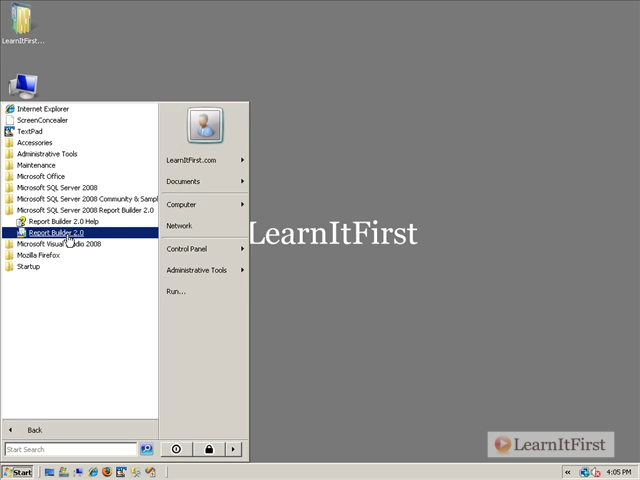 LearnItFirst...
Internet Explorer
ScreenConcealer
TextPad
Accessories
Administrative Tools
Maintenance
Microsoft Office
Microsoft SQL Server 2008
Microsoft SQL Server 2008 Community & Sampl
Microsoft SQL Server 2008 Report Builder 2.0
Report Builder 2.0 Help
Report Builder 2.0
Microsoft Visual Studio 2008
Mozilla Firefox
Startup
Back
Start Search
LearnItFirst.com
Documents
Computer
Network
Control Panel
Administrative Tools
Run...
LearnItFirst
LearnItFirst
Start
4:05 PM